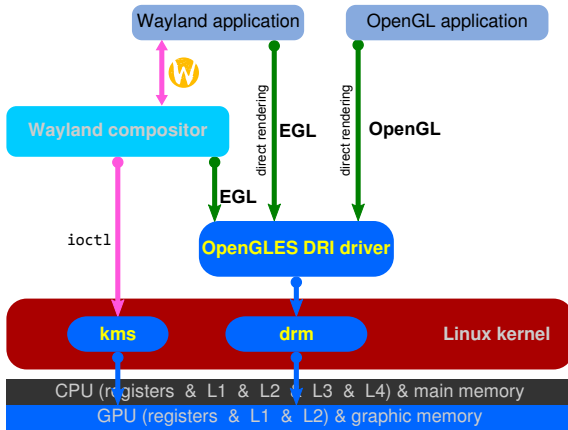 Wayland application
OpenGL application
W
Wayland compositor
direct rendering
EGL
direct rendering
OpenGL
EGL
ioctl
OpenGLES DRI driver
kms
drm
Linux kernel
CPU (registers & L1 & L2 & L3 & L4) & main memory
GPU (registers & L1 & L2) & graphic memory